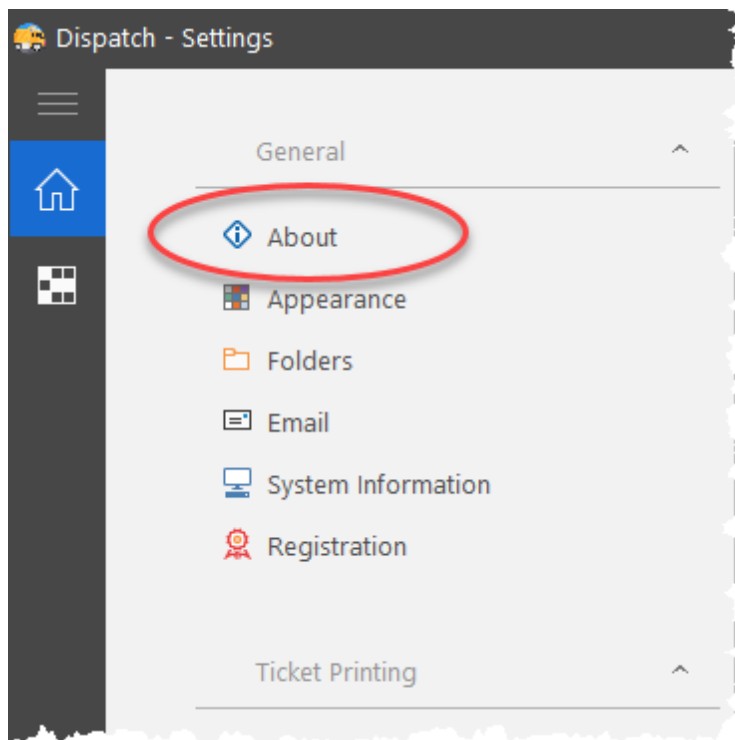 Dispatch - Settings
General
About
Appearance
Folders
Email
System Information
Registration
Ticket Printing